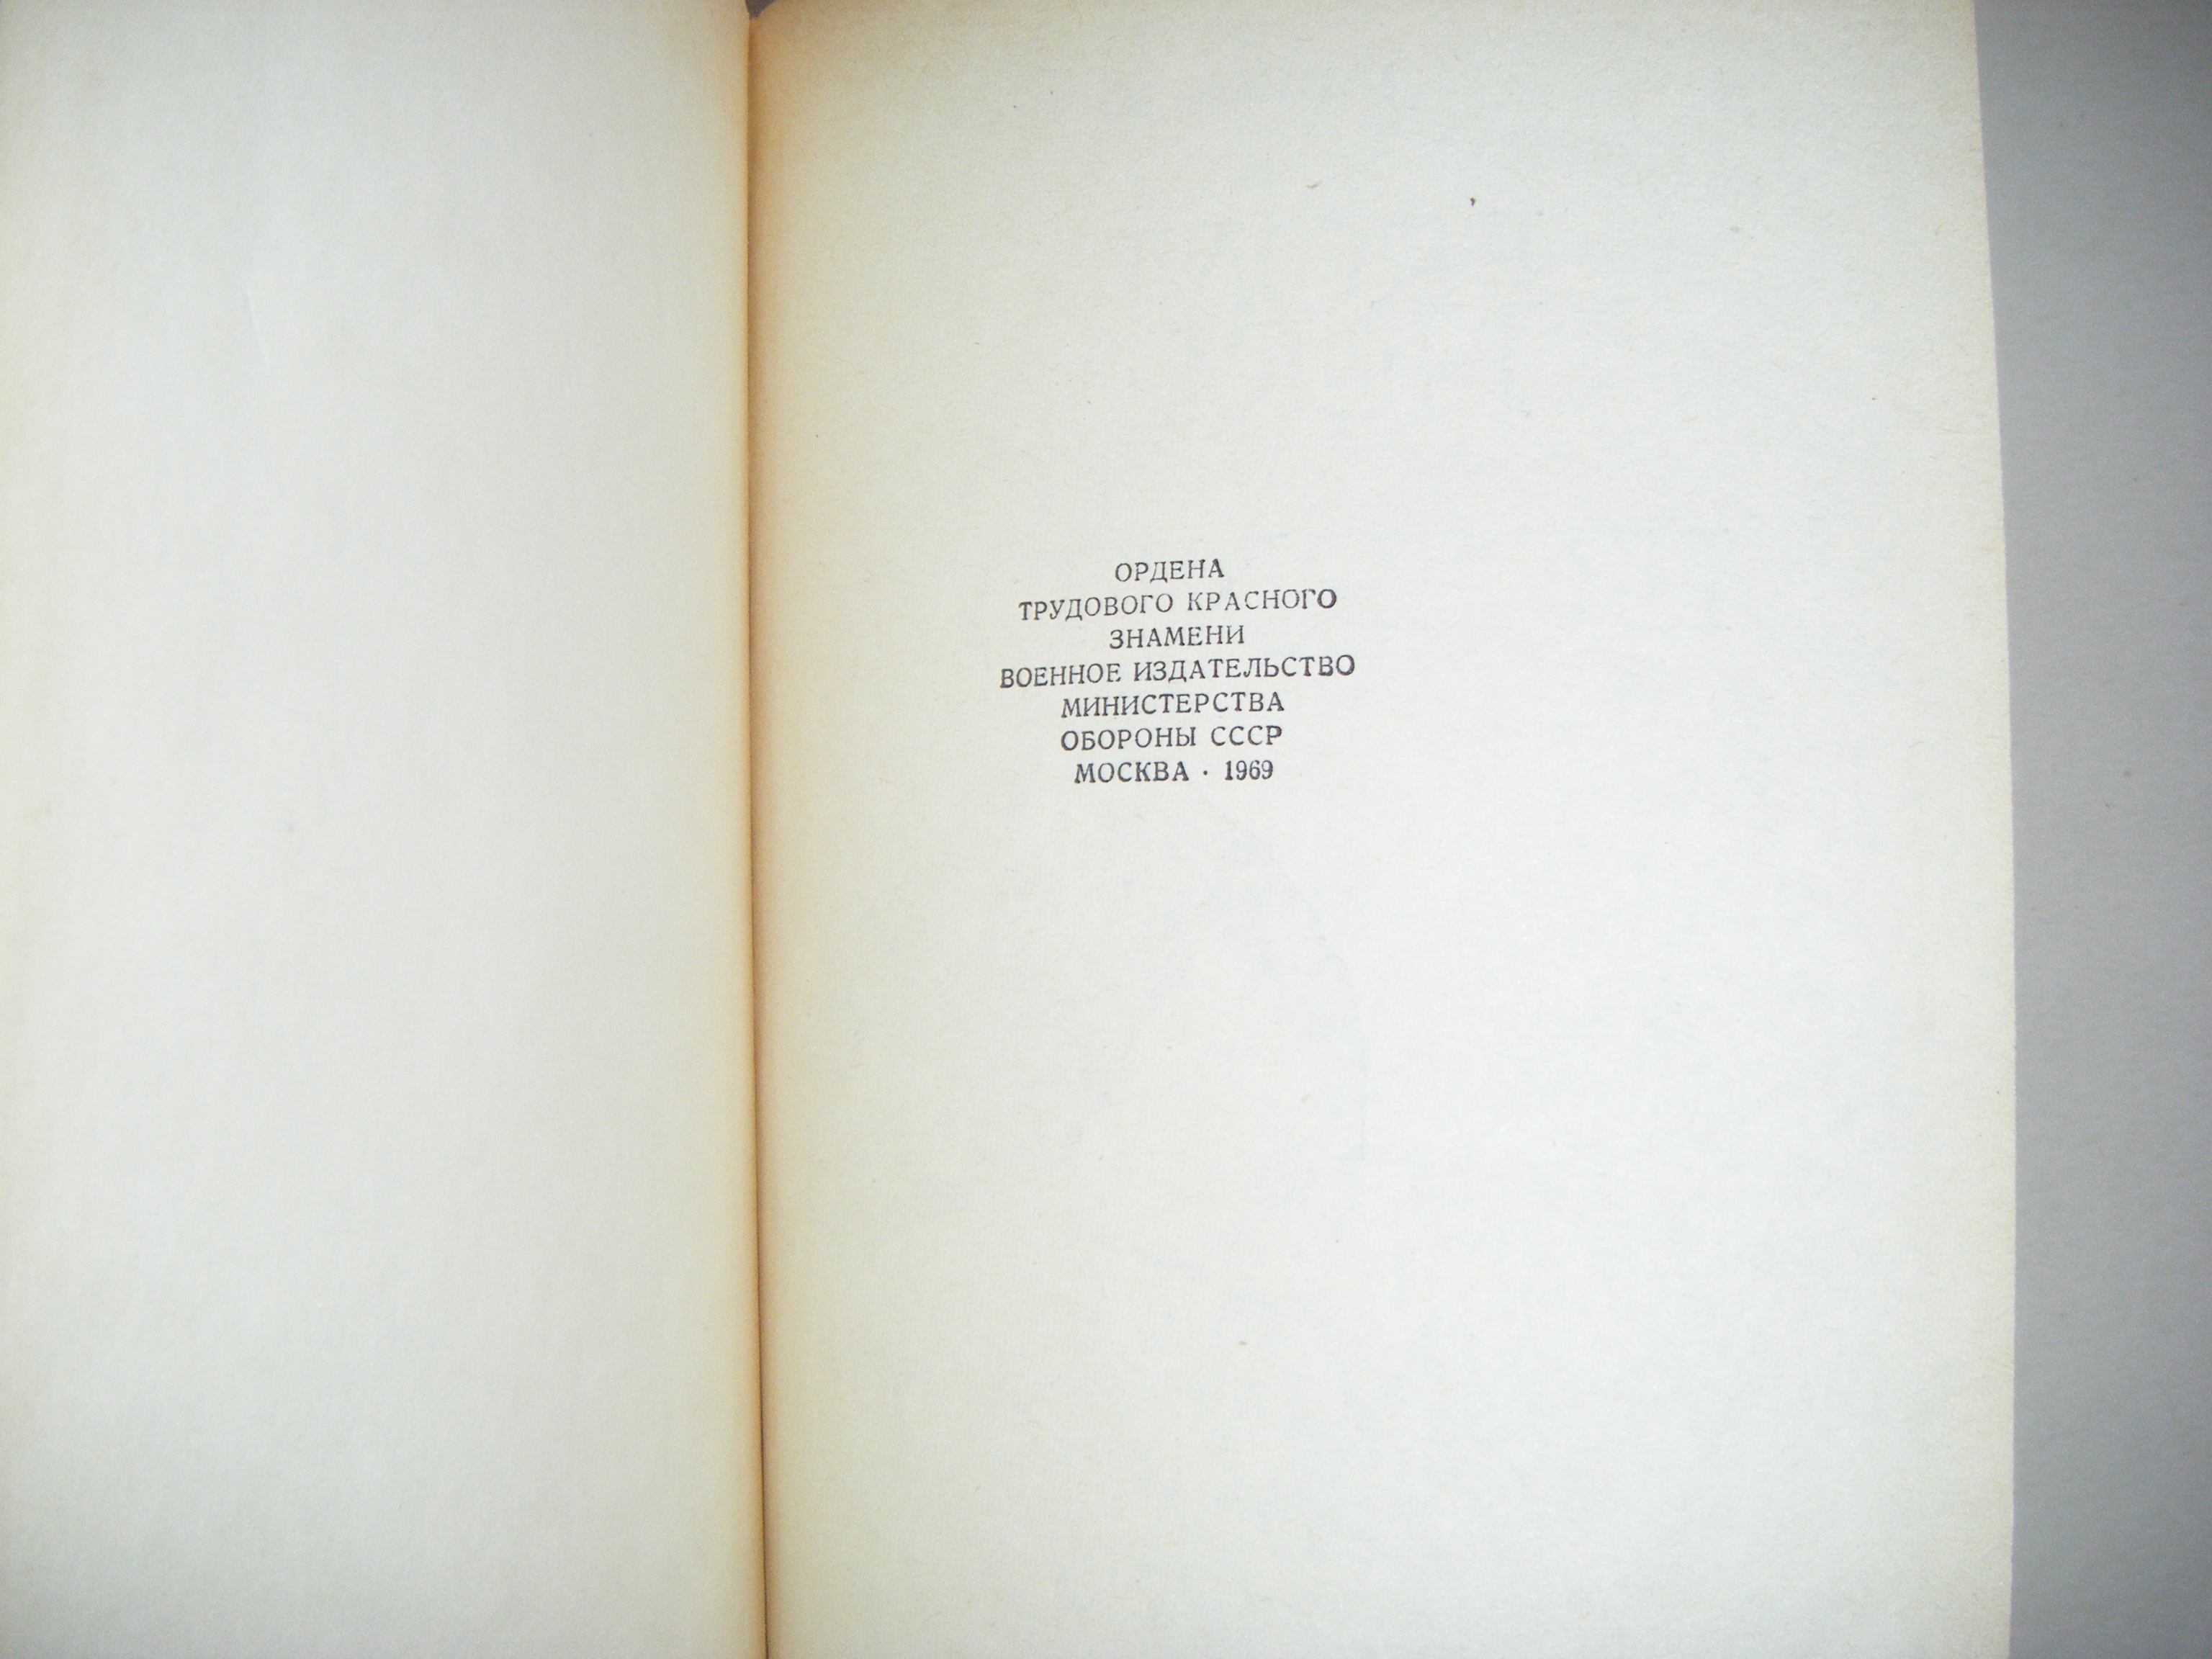 ОРДЕНА
ТРУДОВОГО КРАСНОГО
ЗНАМЕНИ
ВОЕННОЕ ИЗДАТЕЛЬСТВО
МИНИСТЕРСТВА
ОБОРОНЫ СССР
МОСКВА · 1969